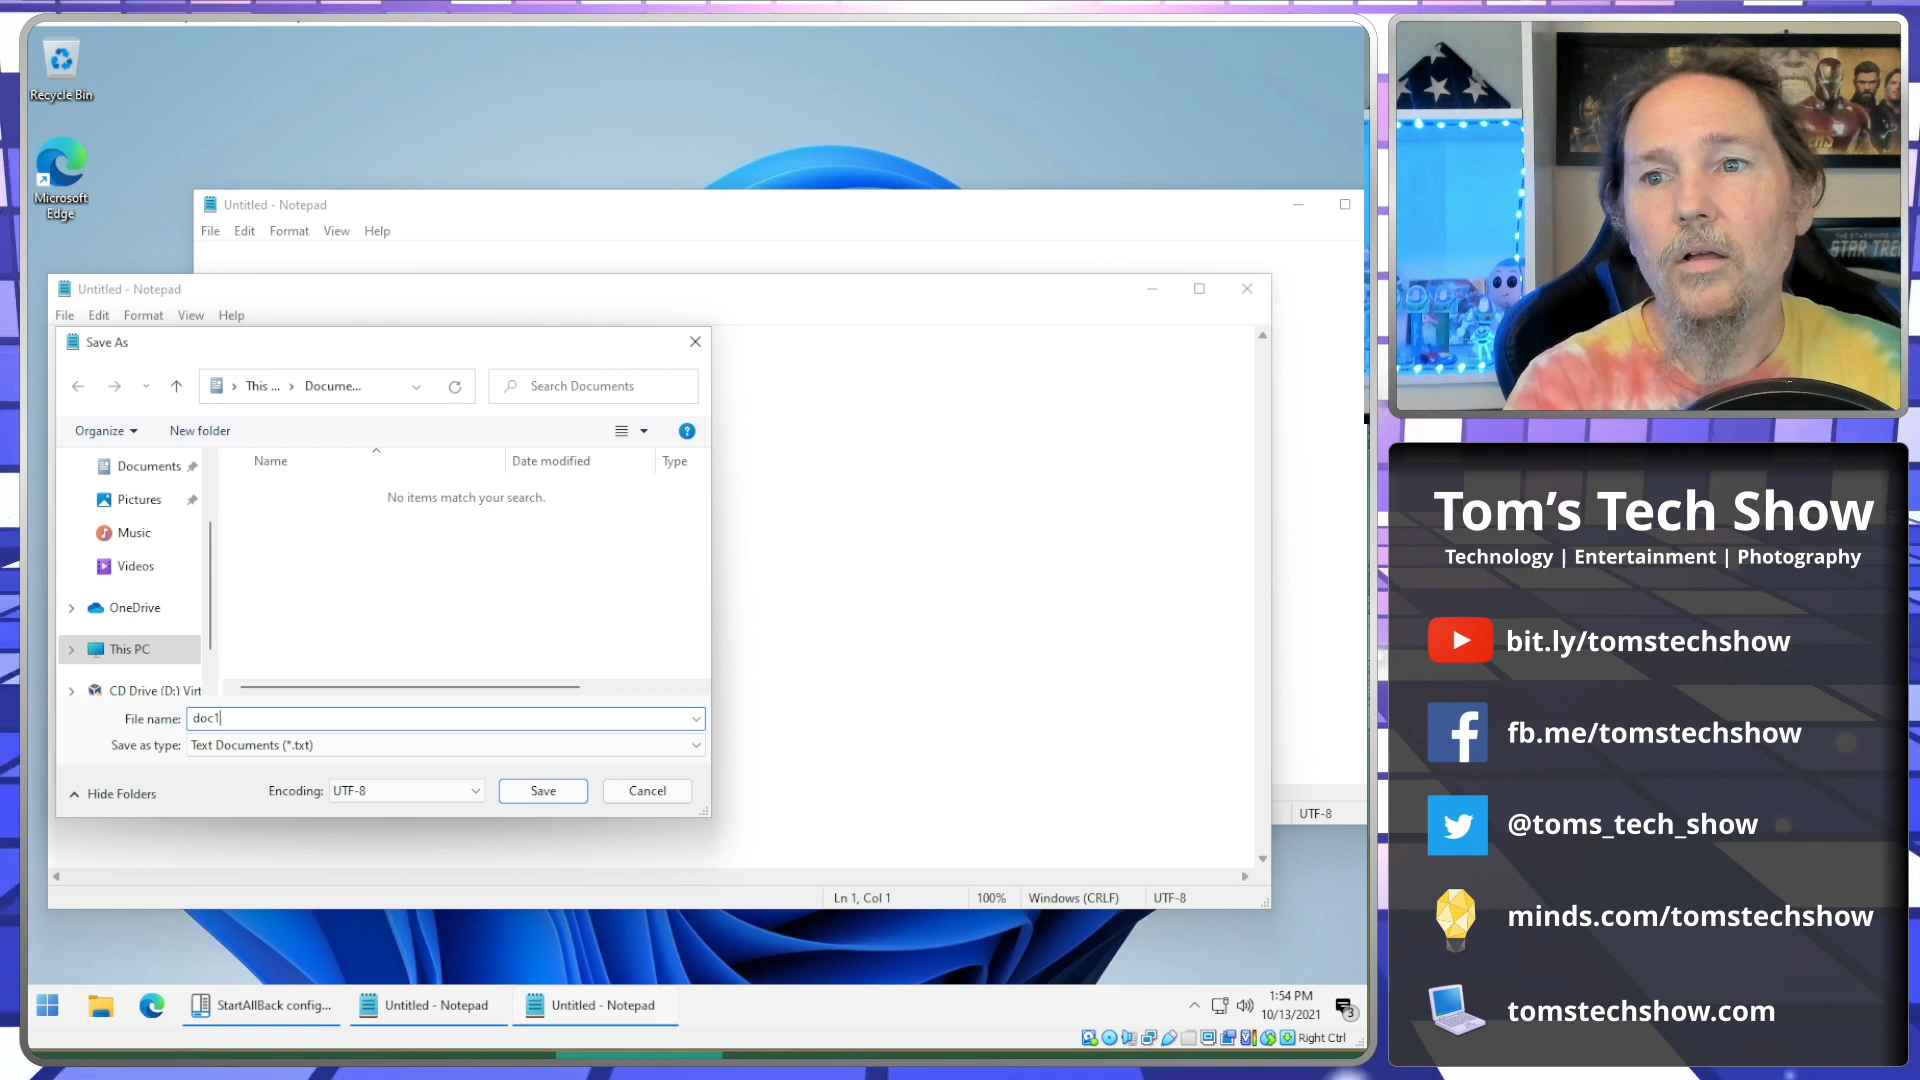 Recycle Bin
Microsoft
Edge
Untitled - Notepad
File Edit Format View Help
UTF-8
Untitled - Notepad
File Edit Format View Help
Save As
This ... Docume...
Search Documents
Organize New folder
Name Date modified Type
No items match your search.
Documents
Pictures
Music
Videos
OneDrive
This PC
CD Drive (D:) Virt
File name: doc1
Save as type: Text Documents (*.txt)
Hide Folders
Encoding: UTF-8
Save
Cancel
Ln 1, Col 1 100% Windows (CRLF) UTF-8
StartAllBack config...
Untitled - Notepad
Untitled - Notepad
1:54 PM
10/13/2021
3
Right Ctrl
STAR TRE
Tom's Tech Show
Technology | Entertainment | Photography
bit.ly/tomstechshow
fb.me/tomstechshow
@toms_tech_show
minds.com/tomstechshow
tomstechshow.com